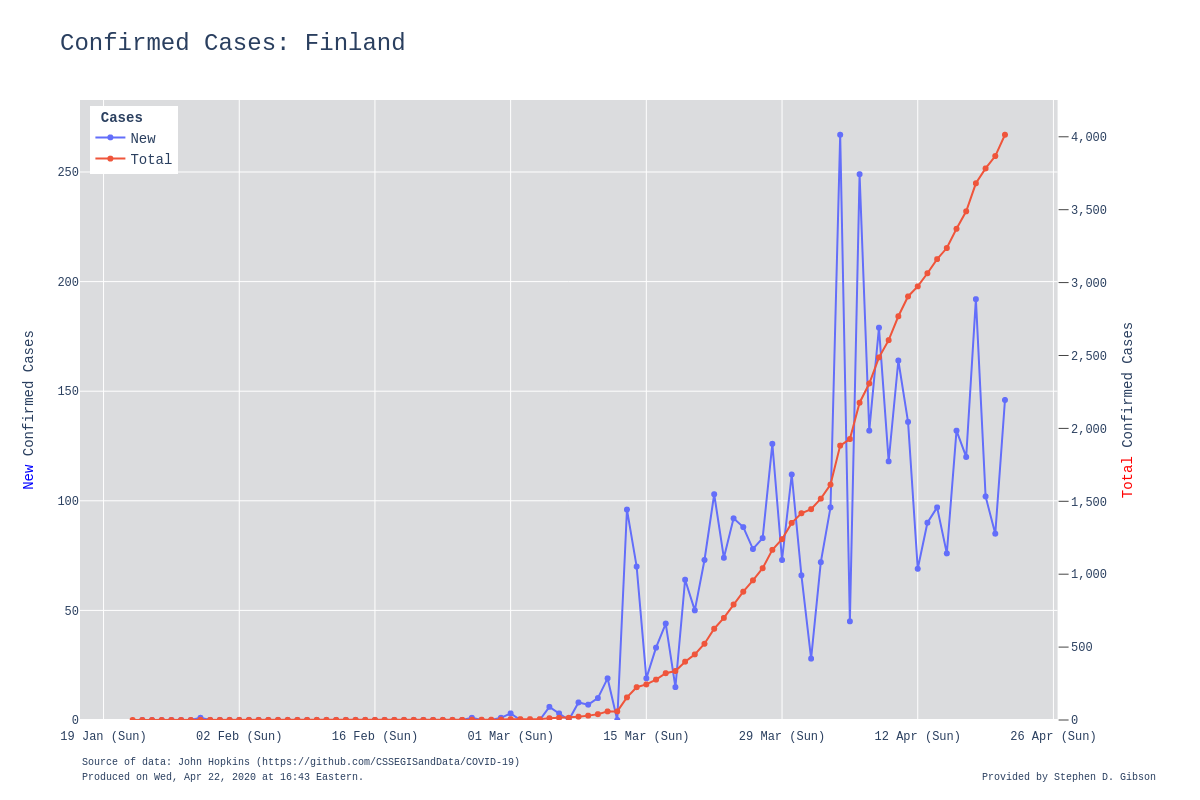 Confirmed Cases: Finland
Cases
New
Total
250
200
150
100
50
0
4,000
3,500
3,000
2,500
2,000
1,500
1,000
500
0
New Confirmed Cases
Total Confirmed Cases
19 Jan (Sun) 02 Feb (Sun) 16 Feb (Sun) 01 Mar (Sun) 15 Mar (Sun) 29 Mar (Sun) 12 Apr (Sun) 26 Apr (Sun)
Source of data: John Hopkins (https://github.com/CSSEGISandData/COVID-19)
Produced on Wed, Apr 22, 2020 at 16:43 Eastern.
Provided by Stephen D. Gibson